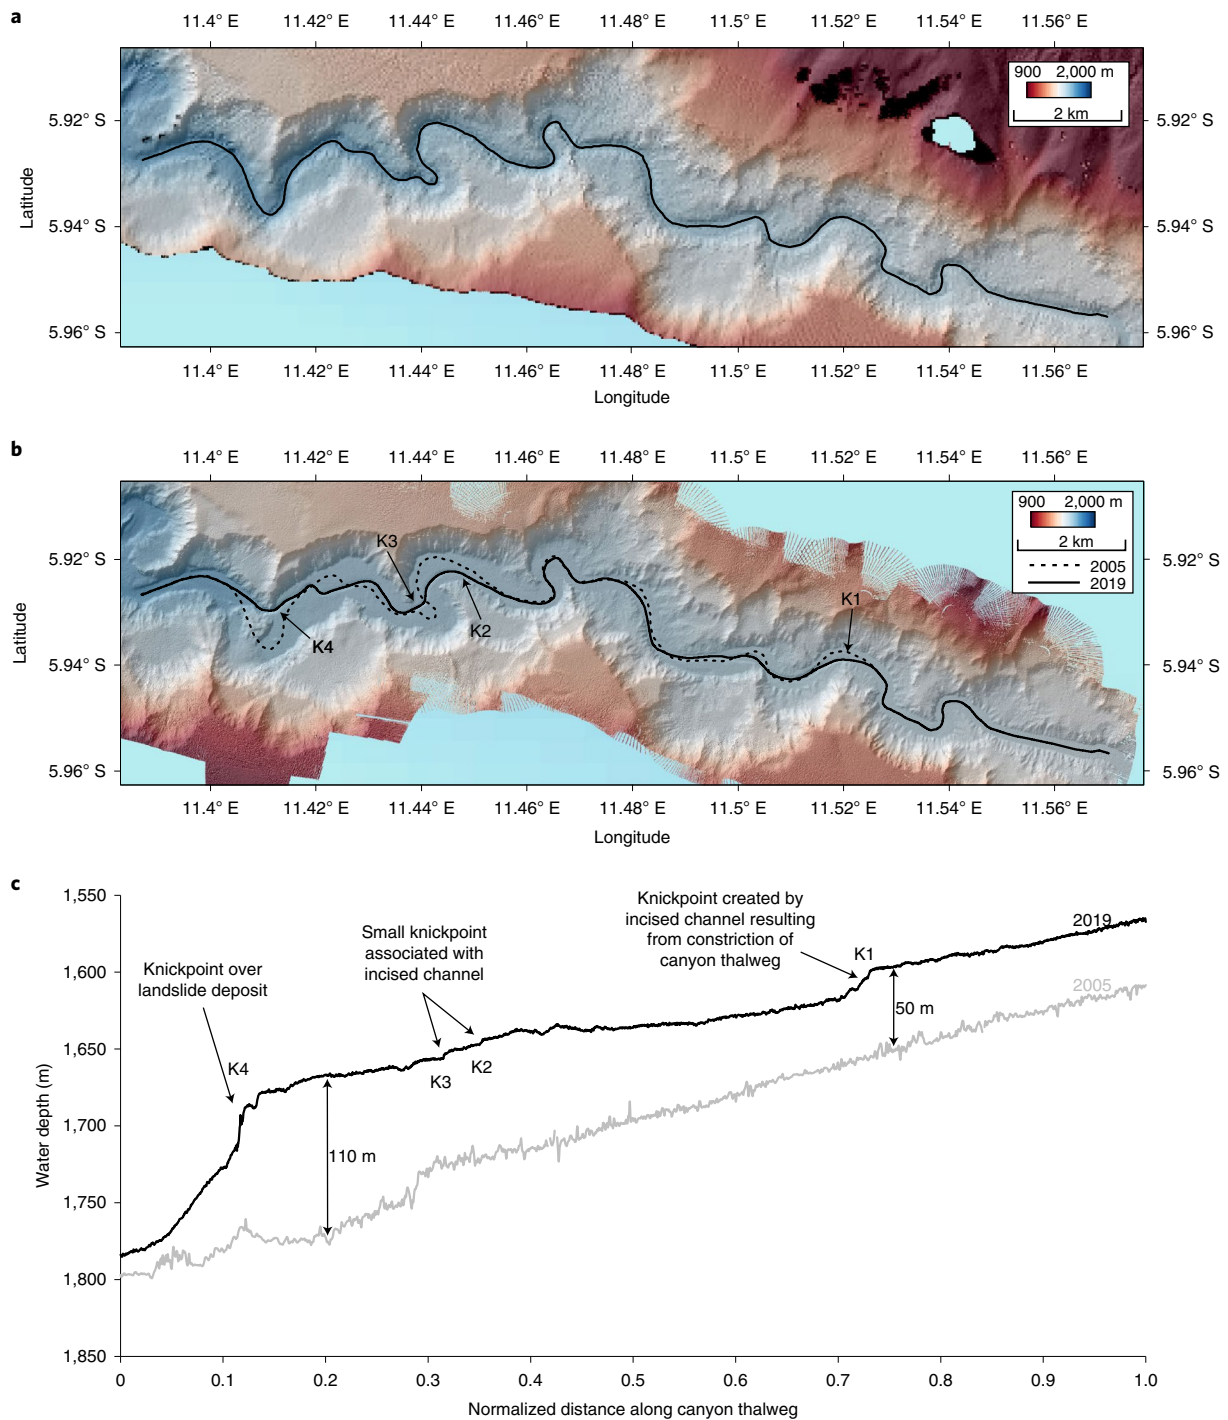 a
11.4° E 11.42° E 11.44° E 11.46° E 11.48° E 11.5° E 11.52° E 11.54° E 11.56° E
900 2,000 m
2 km
5.92° S 5.92° S
Latitude
5.94° S 5.94° S
5.96° S 5.96° S
11.4° E 11.42° E 11.44° E 11.46° E 11.48° E 11.5° E 11.52° E 11.54° E 11.56° E
Longitude
b
11.4° E 11.42° E 11.44° E 11.46° E 11.48° E 11.5° E 11.52° E 11.54° E 11.56° E
900 2,000 m
2 km
2005
2019
K3
K2
K4
K1
5.92° S 5.92° S
Latitude
5.94° S 5.94° S
5.96° S 5.96° S
11.4° E 11.42° E 11.44° E 11.46° E 11.48° E 11.5° E 11.52° E 11.54° E 11.56° E
Longitude
c
1,550
1,600
1,650
1,700
1,750
1,800
1,850
Water depth (m)
Knickpoint over
landslide deposit
K4
Small knickpoint
associated with
incised channel
K3
K2
Knickpoint created by
incised channel resulting
from constriction of
canyon thalweg
K1
2019
2005
50 m
110 m
0 0.1 0.2 0.3 0.4 0.5 0.6 0.7 0.8 0.9 1.0
Normalized distance along canyon thalweg